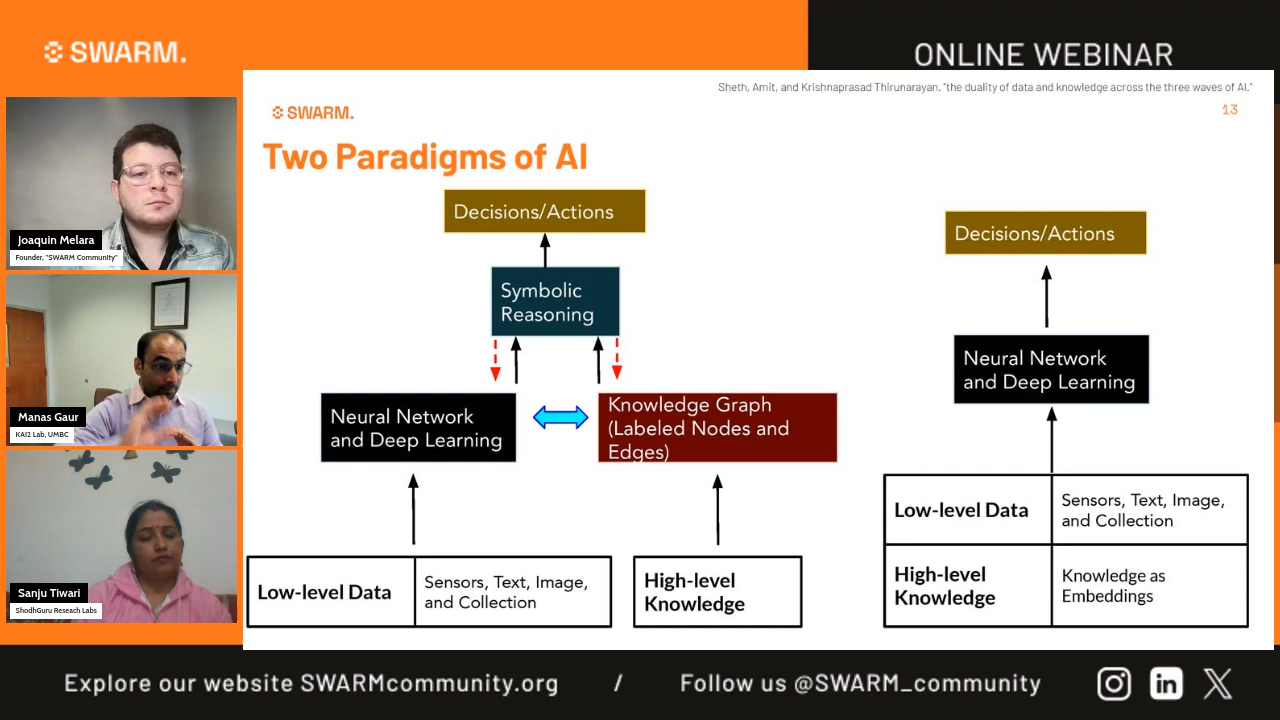 SWARM.
ONLINE WEBINAR
Sheth, Amit, and Krishnaprasad Thirunarayan. "the duality of data and knowledge across the three waves of AI."
SWARM.
13
Two Paradigms of AI
Decisions/Actions
Symbolic
Reasoning
Neural Network
and Deep Learning
Knowledge Graph
(Labeled Nodes and
Edges)
Low-level Data
Sensors, Text, Image,
and Collection
High-level
Knowledge
Decisions/Actions
Neural Network
and Deep Learning
Low-level Data
Sensors, Text, Image,
and Collection
High-level
Knowledge
Knowledge as
Embeddings
Joaquin Melara
Founder, "SWARM Community"
Manas Gaur
KAI2 Lab, UMBC
Sanju Tiwari
ShodhGuru Reseach Labs
Explore our website SWARMcommunity.org
/
Follow us @SWARM_community
in
X